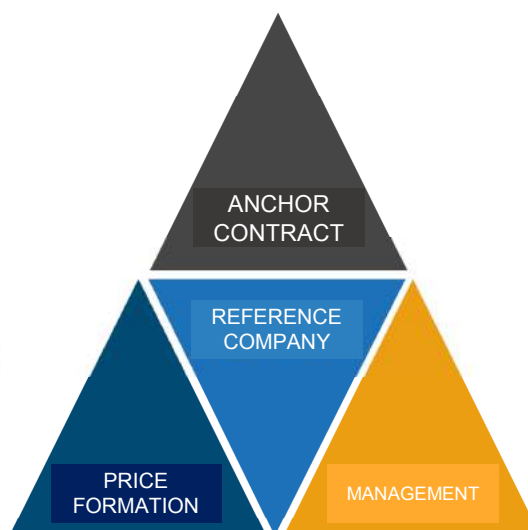 ANCHOR
CONTRACT
REFERENCE
COMPANY
PRICE
FORMATION
MANAGEMENT